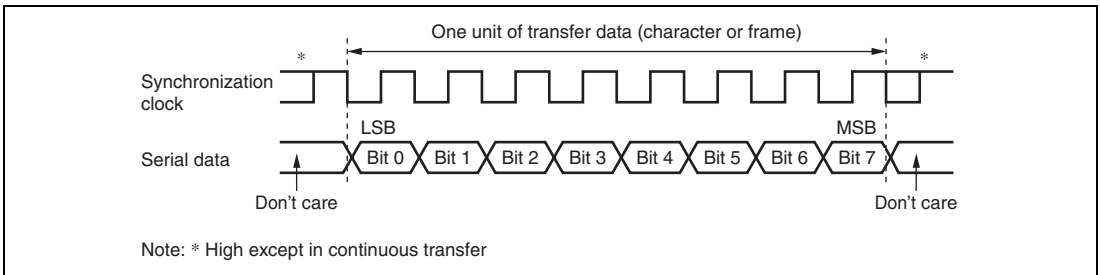 One unit of transfer data (character or frame)
* *
Synchronization
clock
LSB MSB
Serial data Bit 0 Bit 1 Bit 2 Bit 3 Bit 4 Bit 5 Bit 6 Bit 7
Don't care Don't care
Note: * High except in continuous transfer